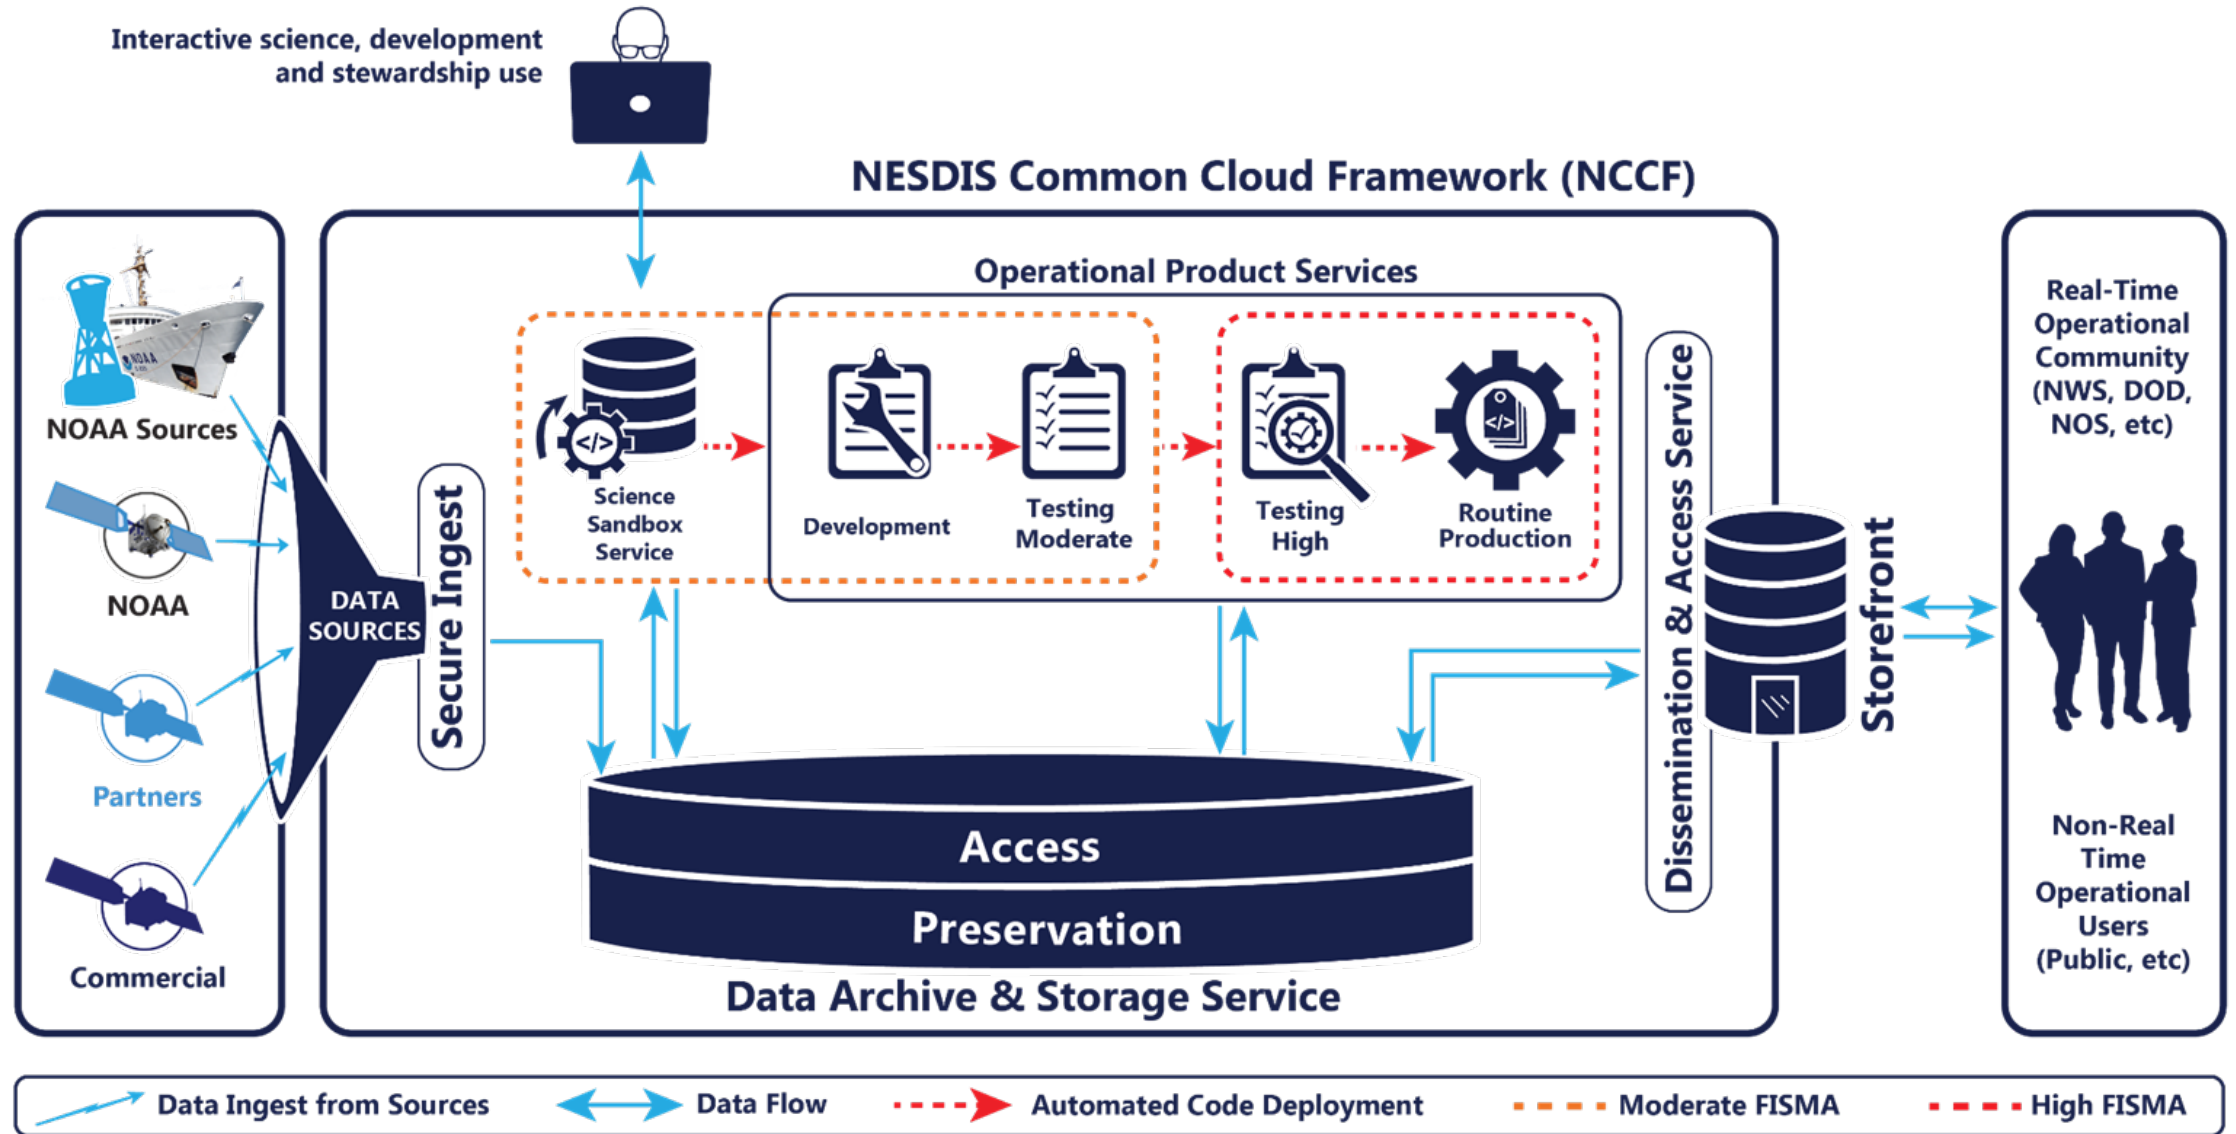 Interactive science, development
and stewardship use
NESDIS Common Cloud Framework (NCCF)
NOAA
NOAA Sources
NOAA
Partners
Commercial
DATA
SOURCES
Secure Ingest
Operational Product Services
</>
Science
Sandbox
Service
Development
Testing
Moderate
Testing
High
</>
Routine
Production
Access
Preservation
Data Archive & Storage Service
Dissemination & Access Service
Storefront
Real-Time
Operational
Community
(NWS, DOD,
NOS, etc)
Non-Real
Time
Operational
Users
(Public, etc)
Data Ingest from Sources
Data Flow
Automated Code Deployment
Moderate FISMA
High FISMA